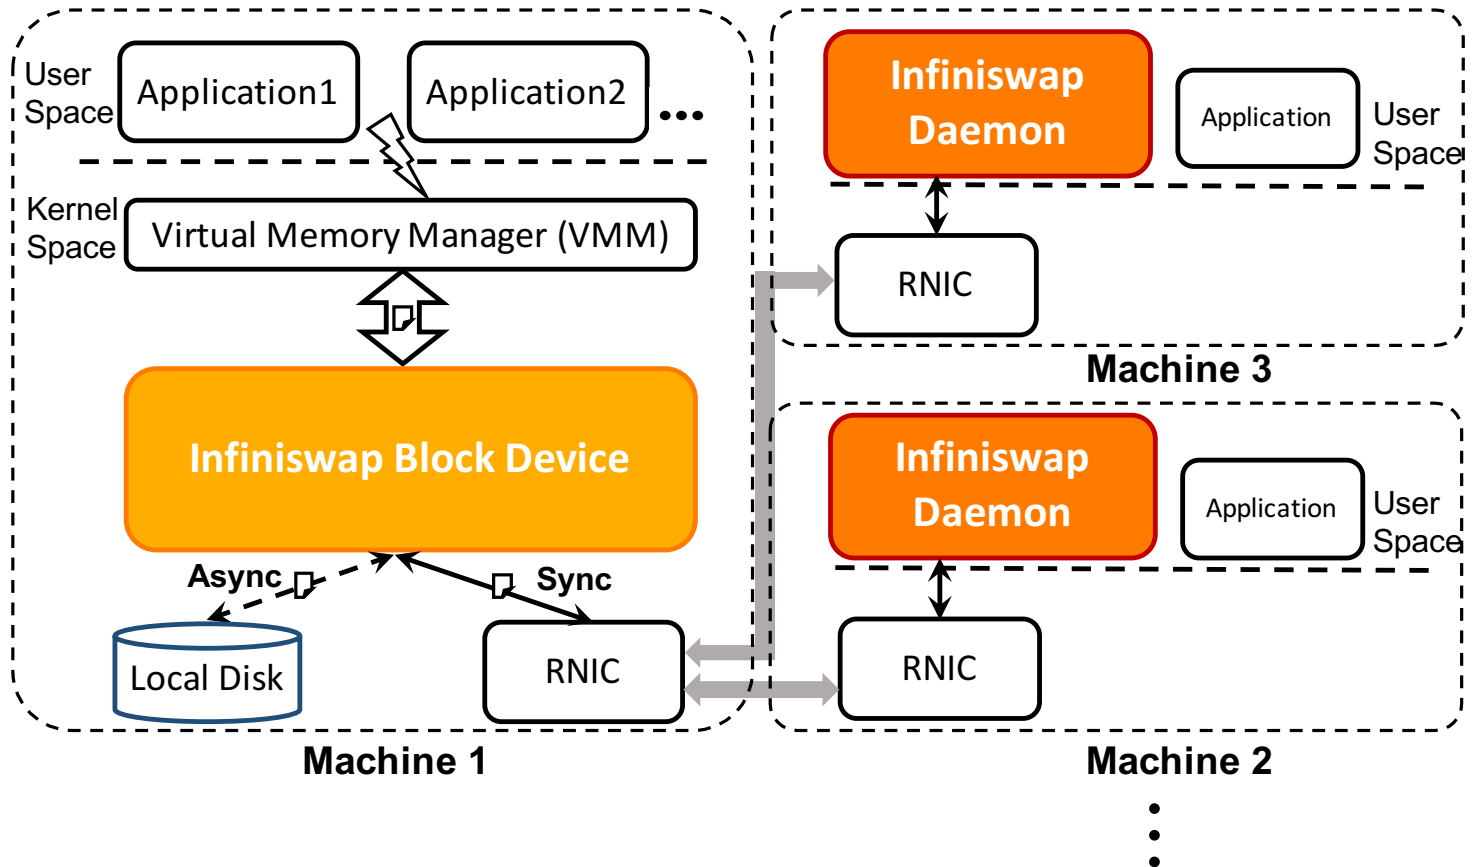 User
Space
Application1
Application2
...
Kernel
Space
Virtual Memory Manager (VMM)
Infiniswap Block Device
Async
Sync
Local Disk
RNIC
Machine 1
Infiniswap
Daemon
Application
User
Space
RNIC
Machine 3
Infiniswap
Daemon
Application
User
Space
RNIC
Machine 2